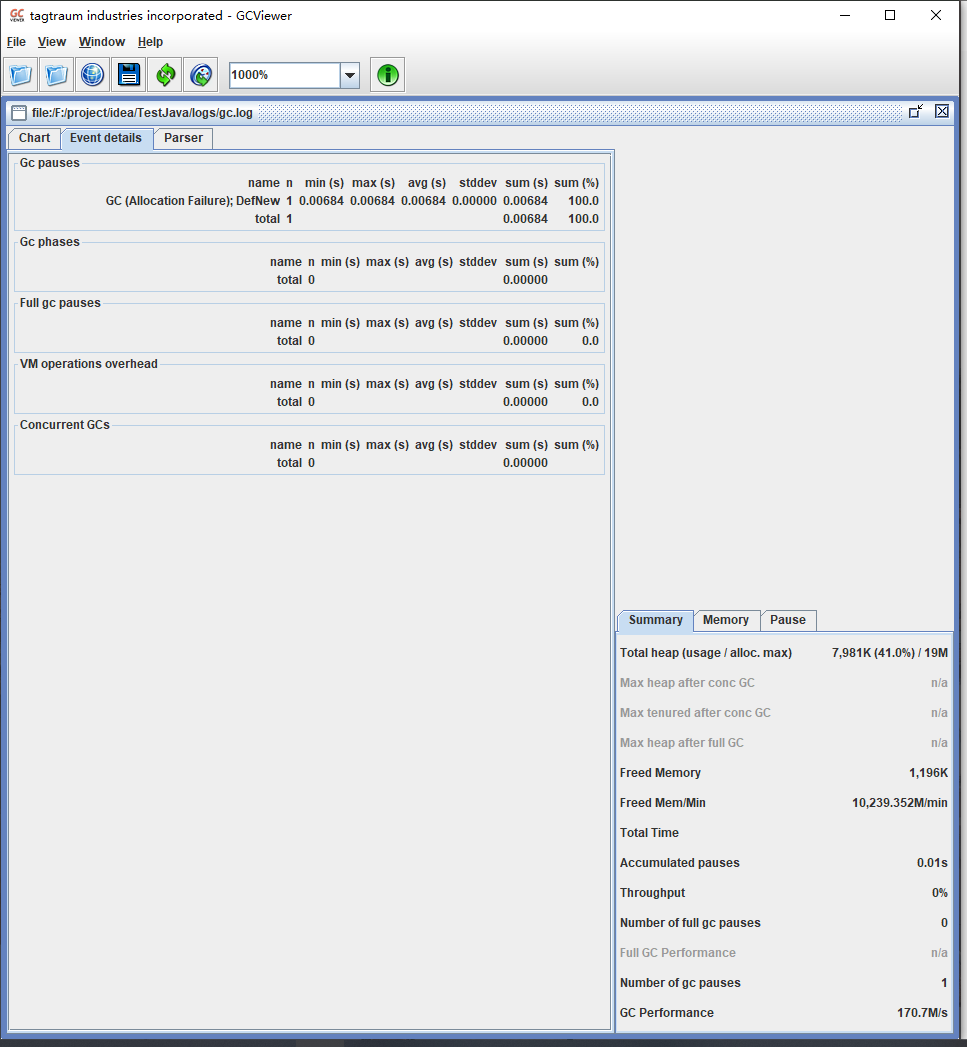 GC VIEWER tagtraum industries incorporated - GCViewer
File View Window Help
1000%
file:/F:/project/idea/TestJava/logs/gc.log
Chart Event details Parser
Gc pauses
name n min (s) max (s) avg (s) stddev sum (s) sum (%)
GC (Allocation Failure); DefNew 1 0.00684 0.00684 0.00684 0.00000 0.00684 100.0
total 1 0.00684 100.0
Gc phases
name n min (s) max (s) avg (s) stddev sum (s) sum (%)
total 0 0.00000
Full gc pauses
name n min (s) max (s) avg (s) stddev sum (s) sum (%)
total 0 0.00000 0.0
VM operations overhead
name n min (s) max (s) avg (s) stddev sum (s) sum (%)
total 0 0.00000 0.0
Concurrent GCs
name n min (s) max (s) avg (s) stddev sum (s) sum (%)
total 0 0.00000
Summary Memory Pause
Total heap (usage / alloc. max) 7,981K (41.0%) / 19M
Max heap after conc GC n/a
Max tenured after conc GC n/a
Max heap after full GC n/a
Freed Memory 1,196K
Freed Mem/Min 10,239.352M/min
Total Time
Accumulated pauses 0.01s
Throughput 0%
Number of full gc pauses 0
Full GC Performance n/a
Number of gc pauses 1
GC Performance 170.7M/s